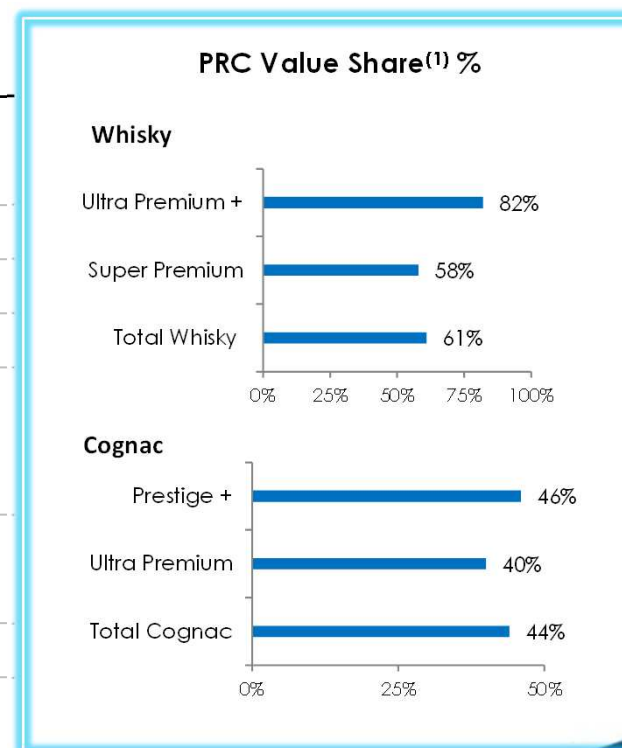 PRC Value Share(1) %
Whisky
Ultra Premium + 82%
Super Premium 58%
Total Whisky 61%
0% 25% 50% 75% 100%
Cognac
Prestige + 46%
Ultra Premium 40%
Total Cognac 44%
0% 25% 50%